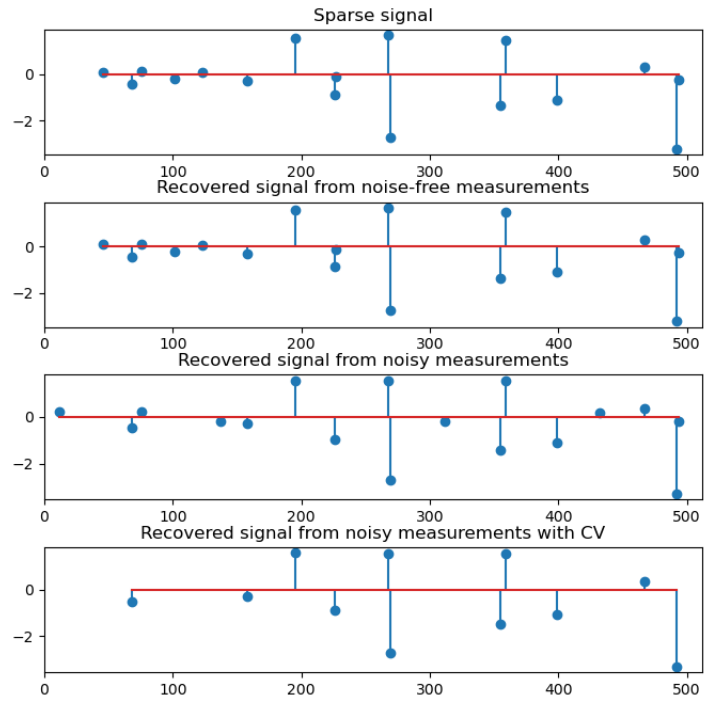 Sparse signal
0
−2
0 100 200 300 400 500
Recovered signal from noise-free measurements
0
−2
0 100 200 300 400 500
Recovered signal from noisy measurements
0
−2
0 100 200 300 400 500
Recovered signal from noisy measurements with CV
0
−2
0 100 200 300 400 500